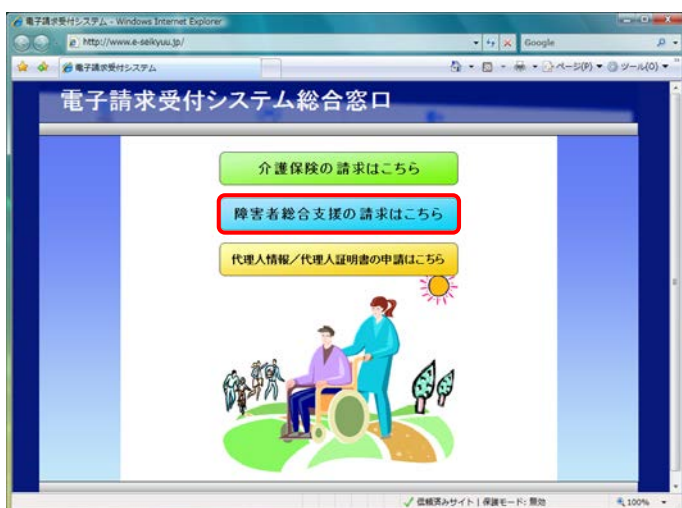 電子請求受付システム - Windows Internet Explorer
http://www.e-seikyuu.jp/
Google
電子請求受付システム
ページ(P)
ツール(O)
電子請求受付システム総合窓口
介護保険の請求はこちら
障害者総合支援の請求はこちら
代理人情報／代理人証明書の申請はこちら
信頼済みサイト | 保護モード: 無効
100%